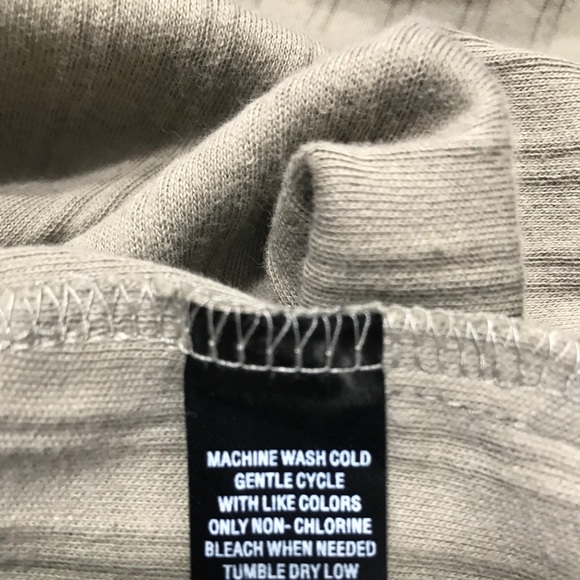 MACHINE WASH COLD
GENTLE CYCLE
WITH LIKE COLORS
ONLY NON- CHLORINE
BLEACH WHEN NEEDED
TUMBLE DRY LOW